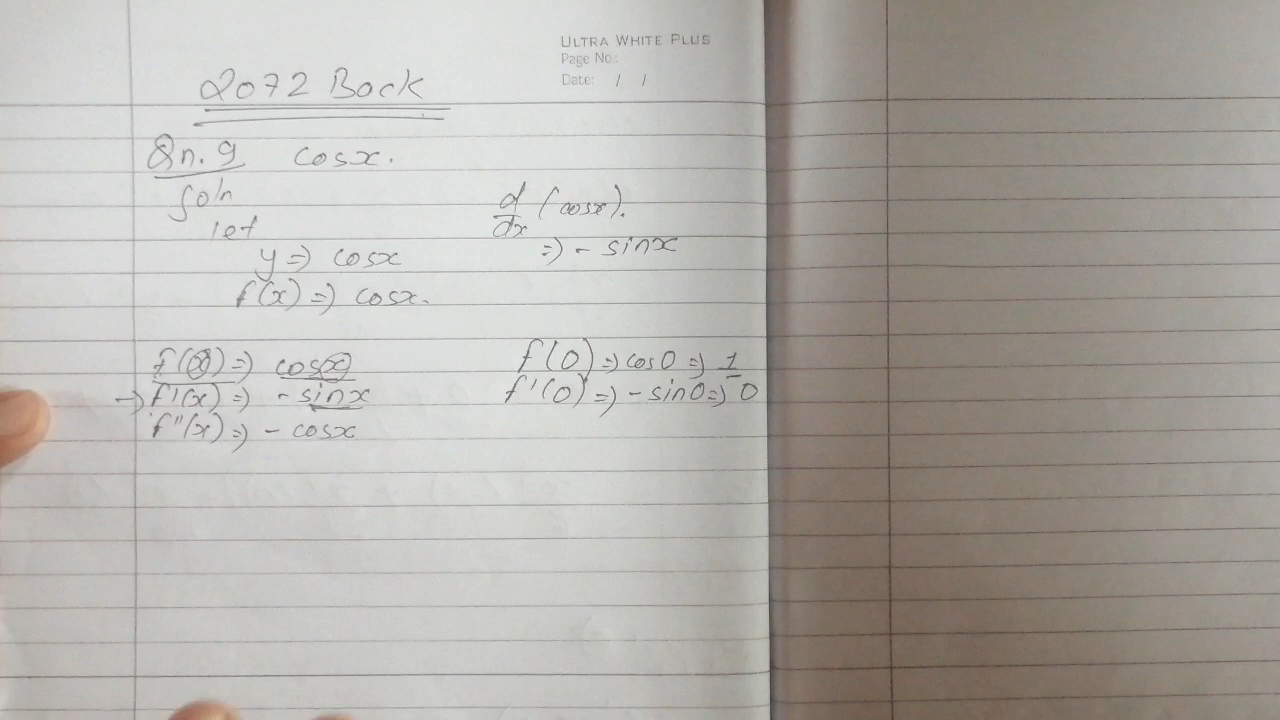 ULTRA WHITE PLUS
Page No.:
Date: / /
2072 Back
Qn. 9 cosx.
Soln
let
y => cosx
f(x) => cosx.
d/dx (cosx).
=> - sinx
f(x) => cosx
f'(x) => - sinx
f''(x) => - cosx
f(0) => cos0 => 1
f'(0) => - sin0 => 0